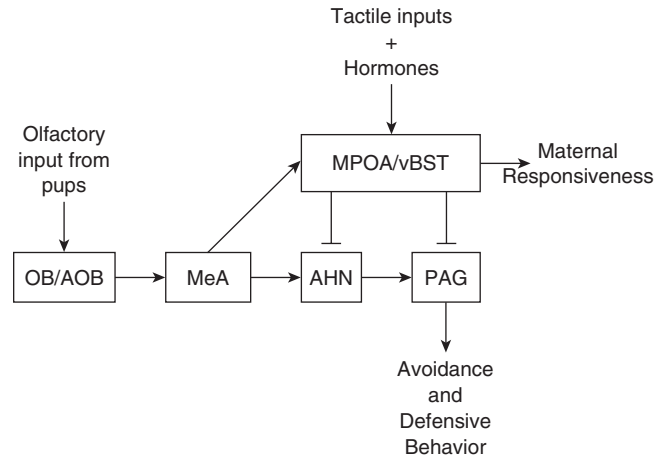 Tactile inputs
+
Hormones
Olfactory
input from
pups
MPOA/vBST
Maternal
Responsiveness
OB/AOB
MeA
AHN
PAG
Avoidance
and
Defensive
Behavior